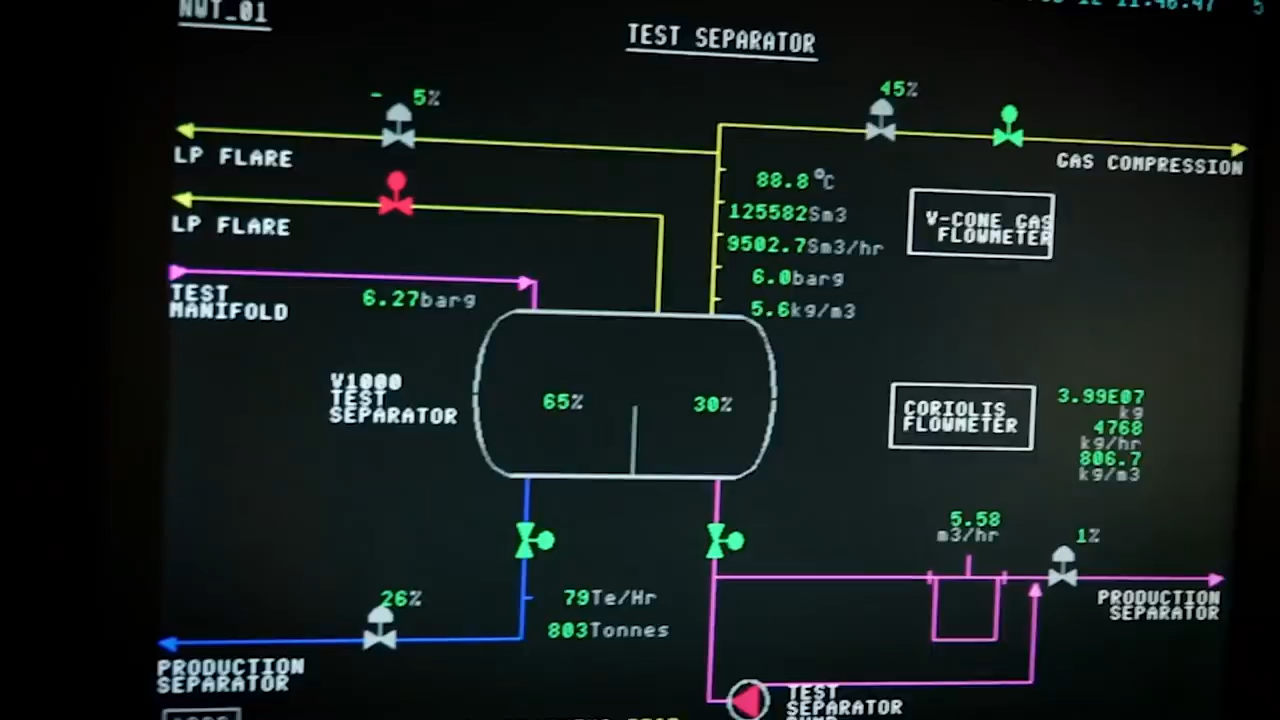 NWT_01
TEST SEPARATOR
- 5%
45%
LP FLARE
GAS COMPRESSION
88.8°C
125582Sm3
V-CONE GAS
FLOWMETER
LP FLARE
9502.7Sm3/hr
6.0barg
TEST
MANIFOLD
6.27barg
5.6kg/m3
V1000
TEST
SEPARATOR
65%
30%
CORIOLIS
FLOWMETER
3.99E07
kg
4768
kg/hr
806.7
kg/m3
5.58
m3/hr
1%
26%
79Te/Hr
803Tonnes
PRODUCTION
SEPARATOR
PRODUCTION
SEPARATOR
TEST
SEPARATOR